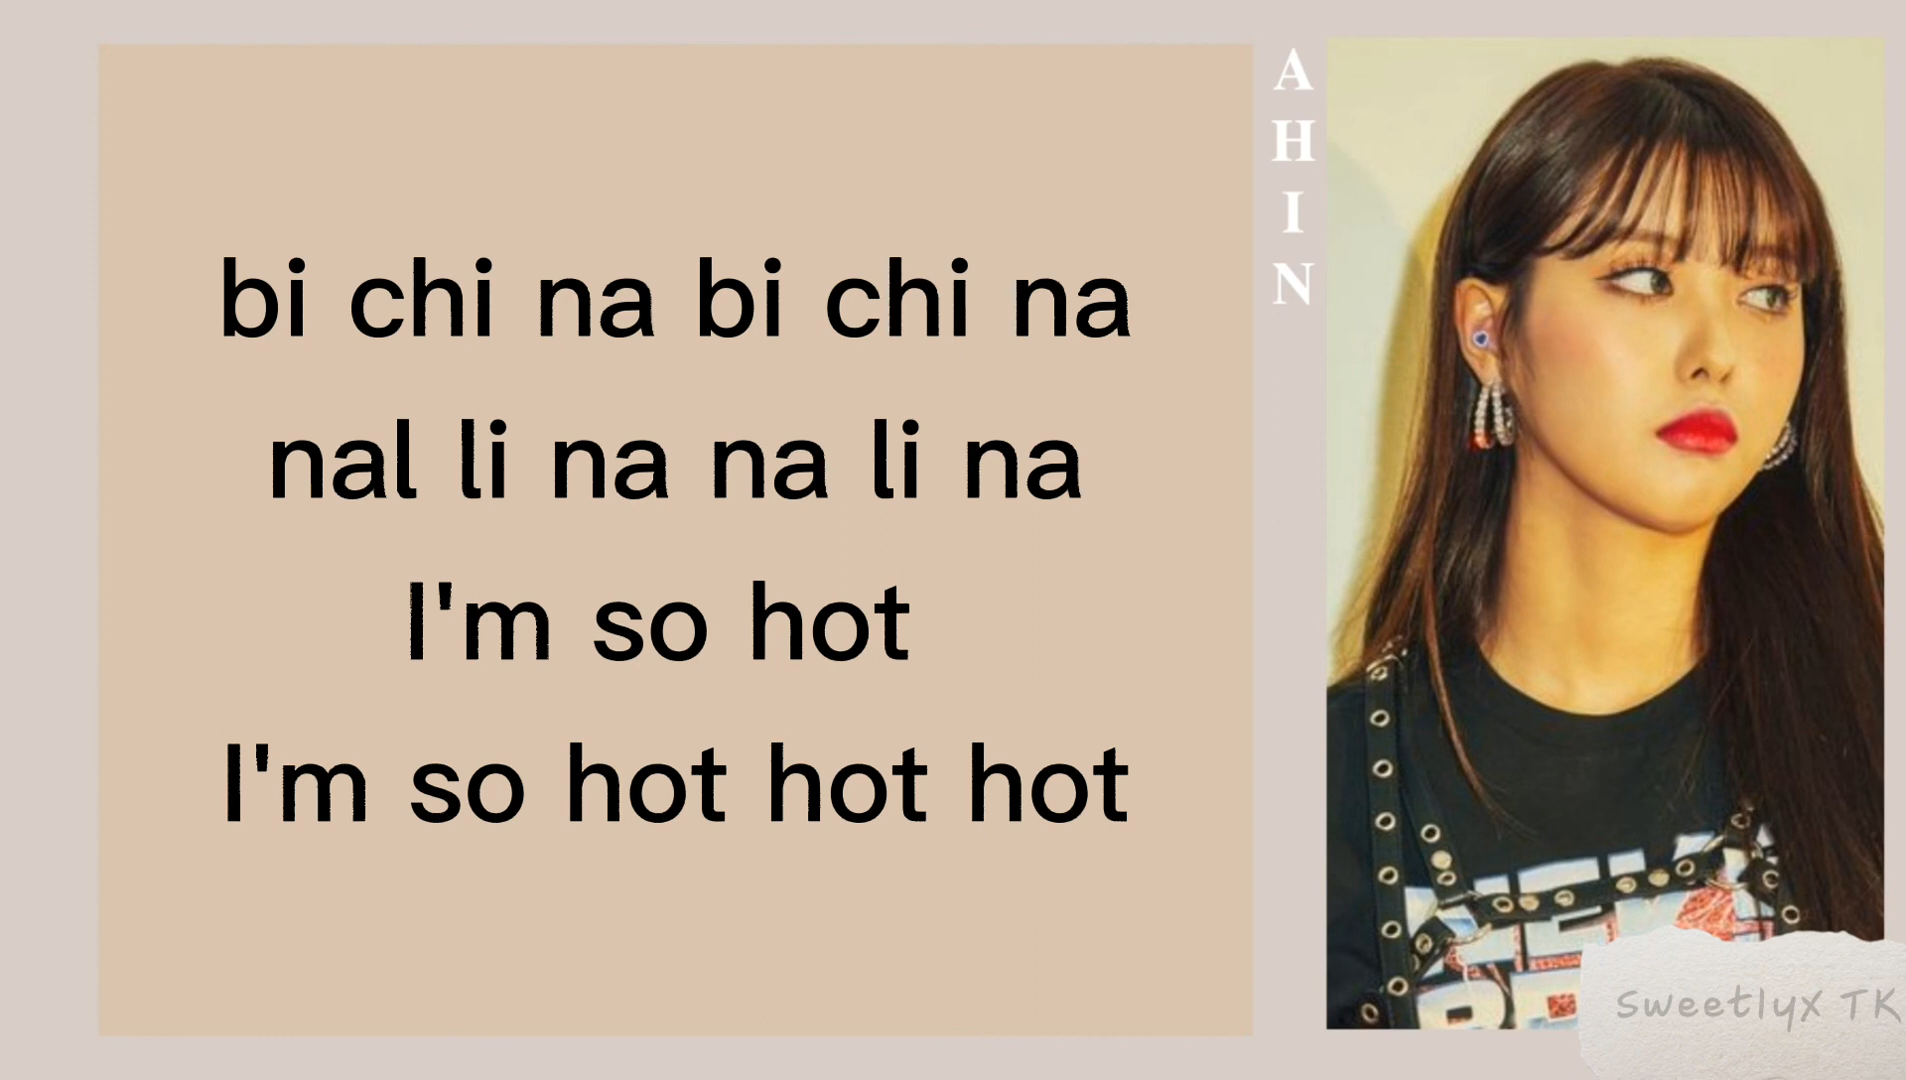 bi chi na bi chi na
nal li na na li na
I'm so hot
I'm so hot hot hot
AHIN
Sweetlyx TK